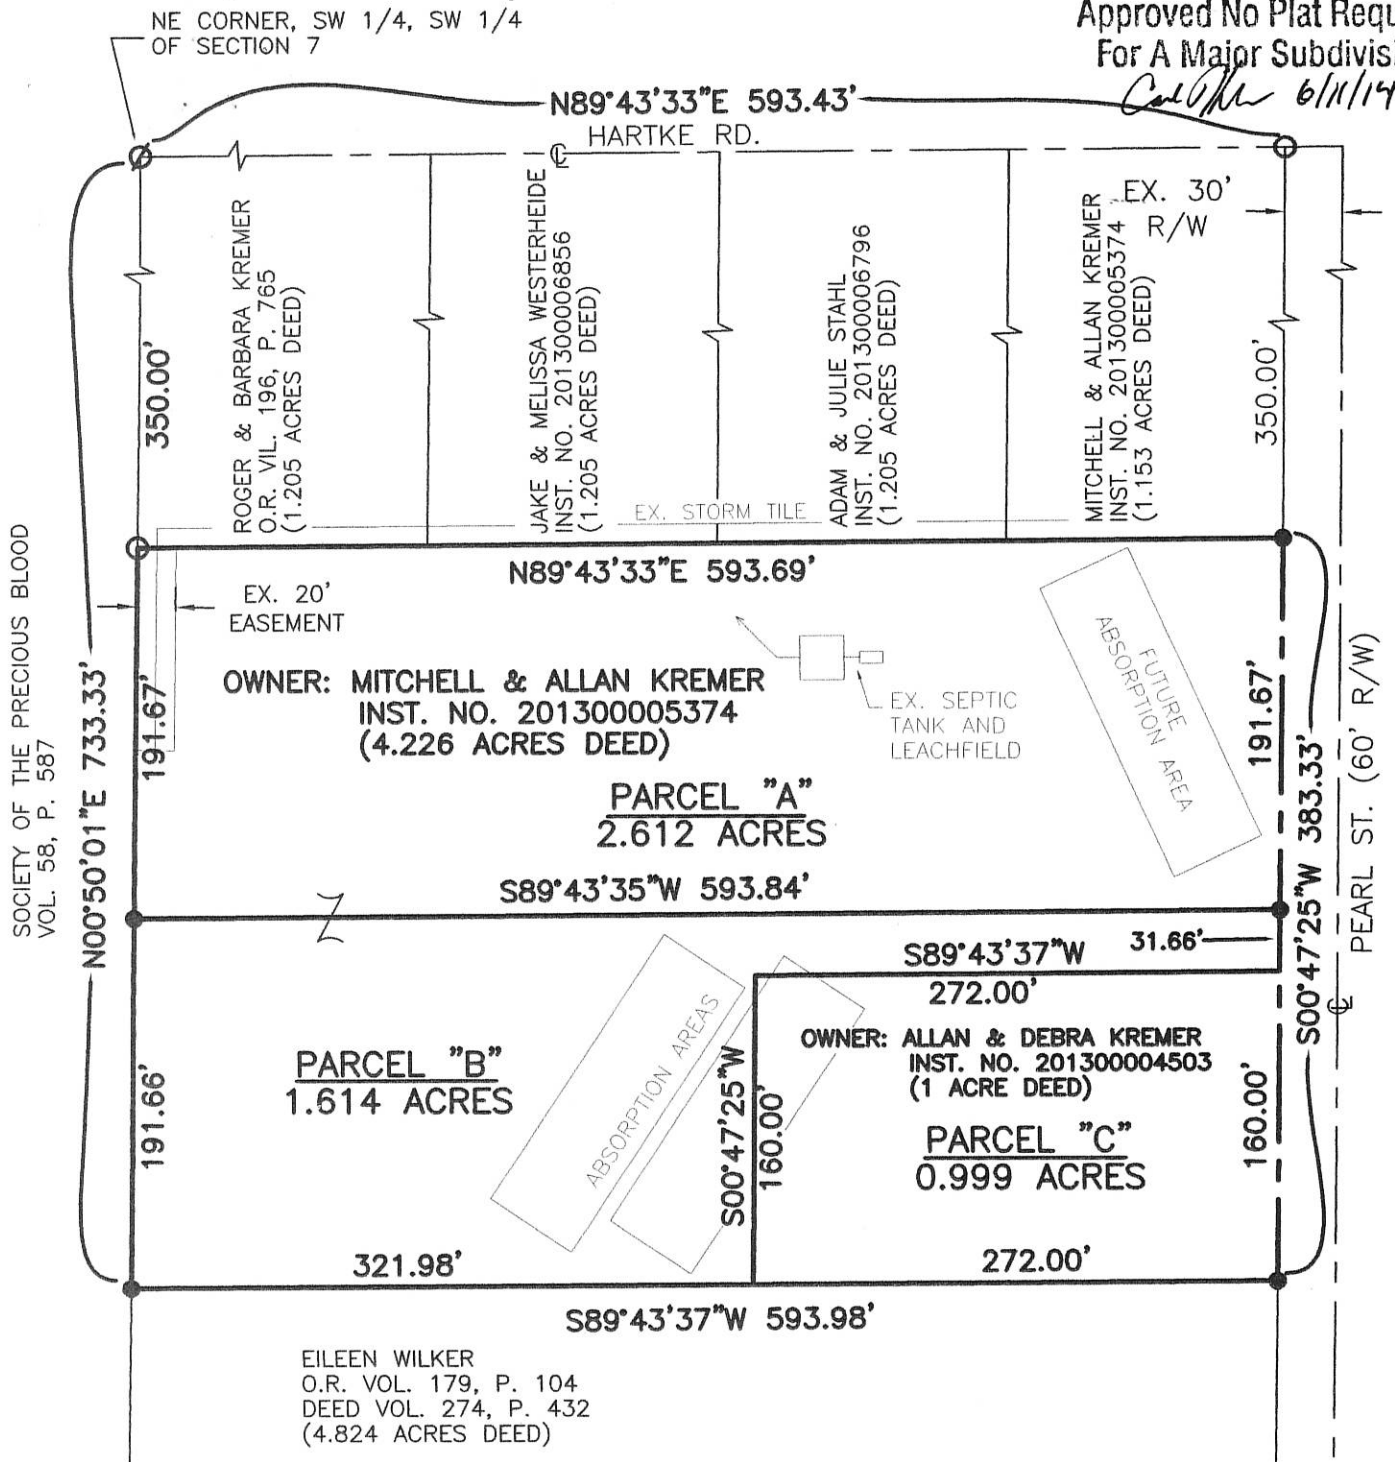 NE CORNER, SW 1/4, SW 1/4
OF SECTION 7
Approved No Plat Requ
For A Major Subdivis
6/11/14
N89°43'33"E 593.43'
HARTKE RD.
EX. 30'
R/W
ROGER & BARBARA KREMER
O.R. VIL. 196, P. 765
(1.205 ACRES DEED)
JAKE & MELISSA WESTERHEIDE
INST. NO. 201300006856
(1.205 ACRES DEED)
ADAM & JULIE STAHL
INST. NO. 201300006796
(1.205 ACRES DEED)
MITCHELL & ALLAN KREMER
INST. NO. 201300005374
(1.153 ACRES DEED)
350.00'
350.00'
EX. STORM TILE
N89°43'33"E 593.69'
EX. 20'
EASEMENT
SOCIETY OF THE PRECIOUS BLOOD
VOL. 58, P. 587
N00°50'01"E 733.33'
191.67'
OWNER: MITCHELL & ALLAN KREMER
INST. NO. 201300005374
(4.226 ACRES DEED)
EX. SEPTIC
TANK AND
LEACHFIELD
FUTURE
ABSORPTION AREA
191.67'
S00°47'25"W 383.33'
PEARL ST. (60' R/W)
PARCEL "A"
2.612 ACRES
S89°43'35"W 593.84'
31.66'
S89°43'37"W
272.00'
OWNER: ALLAN & DEBRA KREMER
INST. NO. 201300004503
(1 ACRE DEED)
PARCEL "B"
1.614 ACRES
ABSORPTION AREAS
191.66'
S00°47'25"W
160.00'
PARCEL "C"
0.999 ACRES
160.00'
321.98'
272.00'
S89°43'37"W 593.98'
EILEEN WILKER
O.R. VOL. 179, P. 104
DEED VOL. 274, P. 432
(4.824 ACRES DEED)